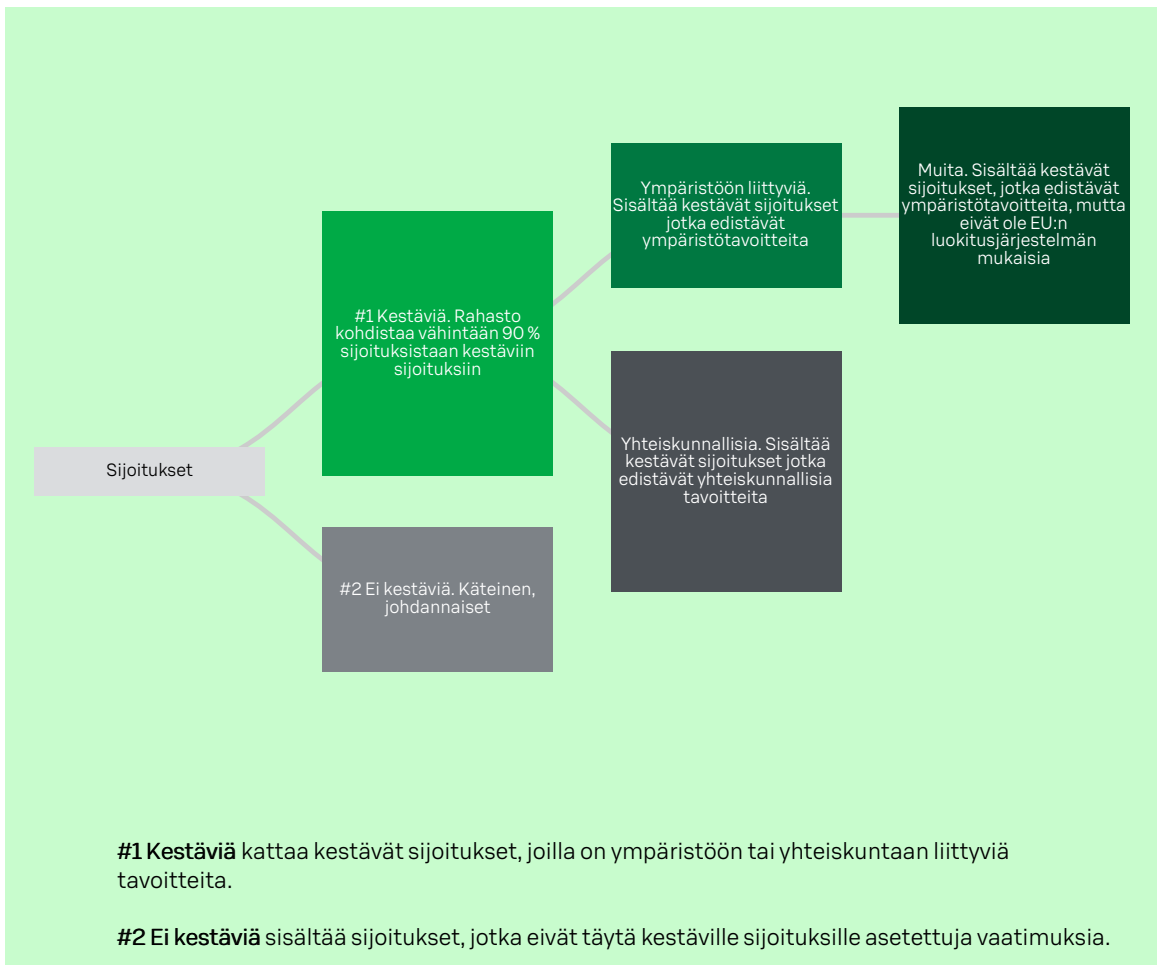 Sijoitukset
#1 Kestäviä. Rahasto
kohdistaa vähintään 90 %
sijoituksistaan kestäviin
sijoituksiin
#2 Ei kestäviä. Käteinen,
johdannaiset
Ympäristöön liittyviä.
Sisältää kestävät sijoitukset
jotka edistävät
ympäristötavoitteita
Yhteiskunnallisia. Sisältää
kestävät sijoitukset jotka
edistävät yhteiskunnallisia
tavoitteita
Muita. Sisältää kestävät
sijoitukset, jotka edistävät
ympäristötavoitteita, mutta
eivät ole EU:n
luokitusjärjestelmän
mukaisia
#1 Kestäviä kattaa kestävät sijoitukset, joilla on ympäristöön tai yhteiskuntaan liittyviä
tavoitteita.
#2 Ei kestäviä sisältää sijoitukset, jotka eivät täytä kestäville sijoituksille asetettuja vaatimuksia.